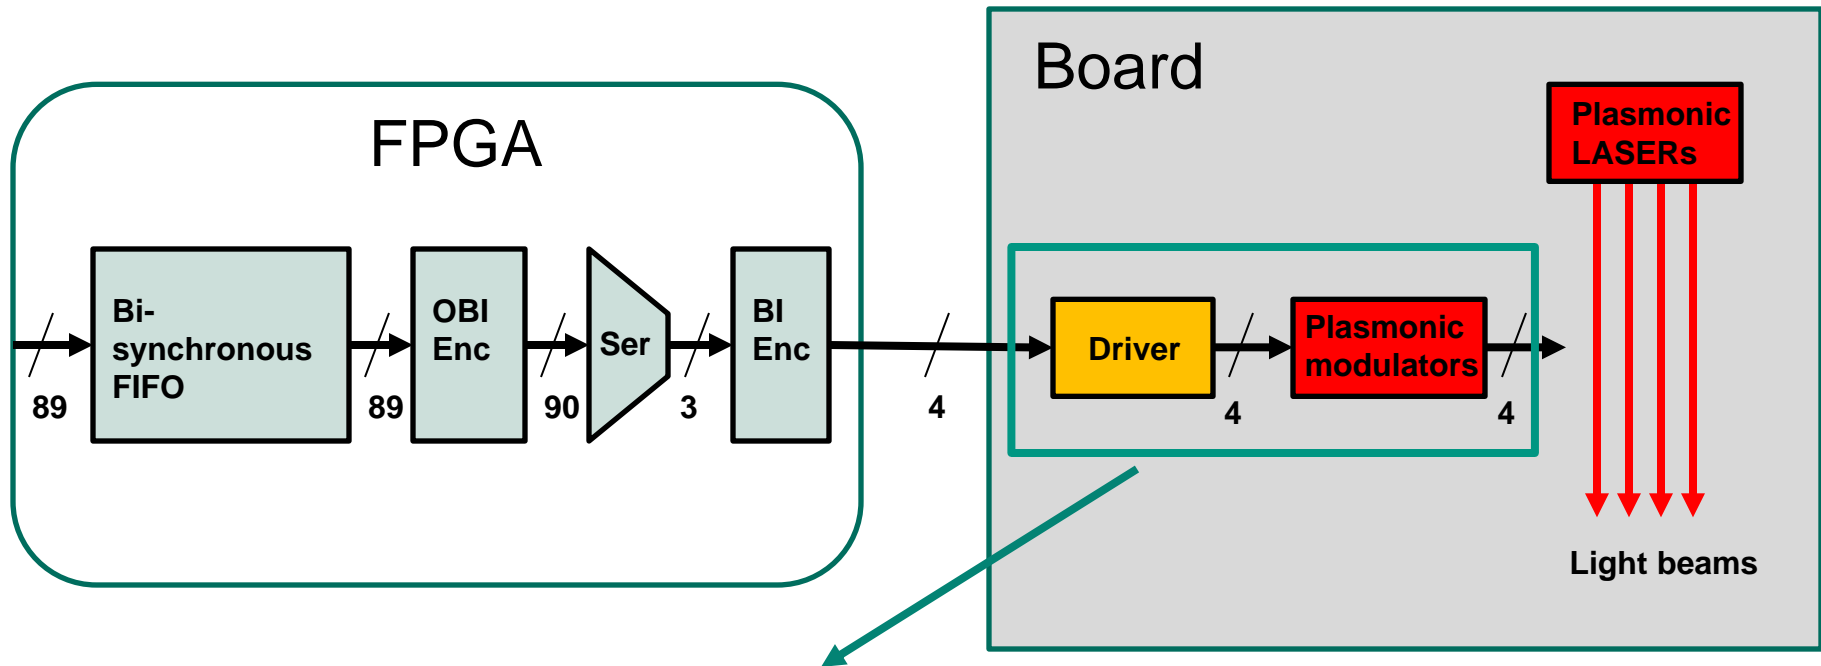 Board
FPGA
Plasmonic
LASERs
Bi-
synchronous
FIFO
OBI
Enc
Ser
BI
Enc
Driver
Plasmonic
modulators
89
89
90
3
4
4
4
Light beams